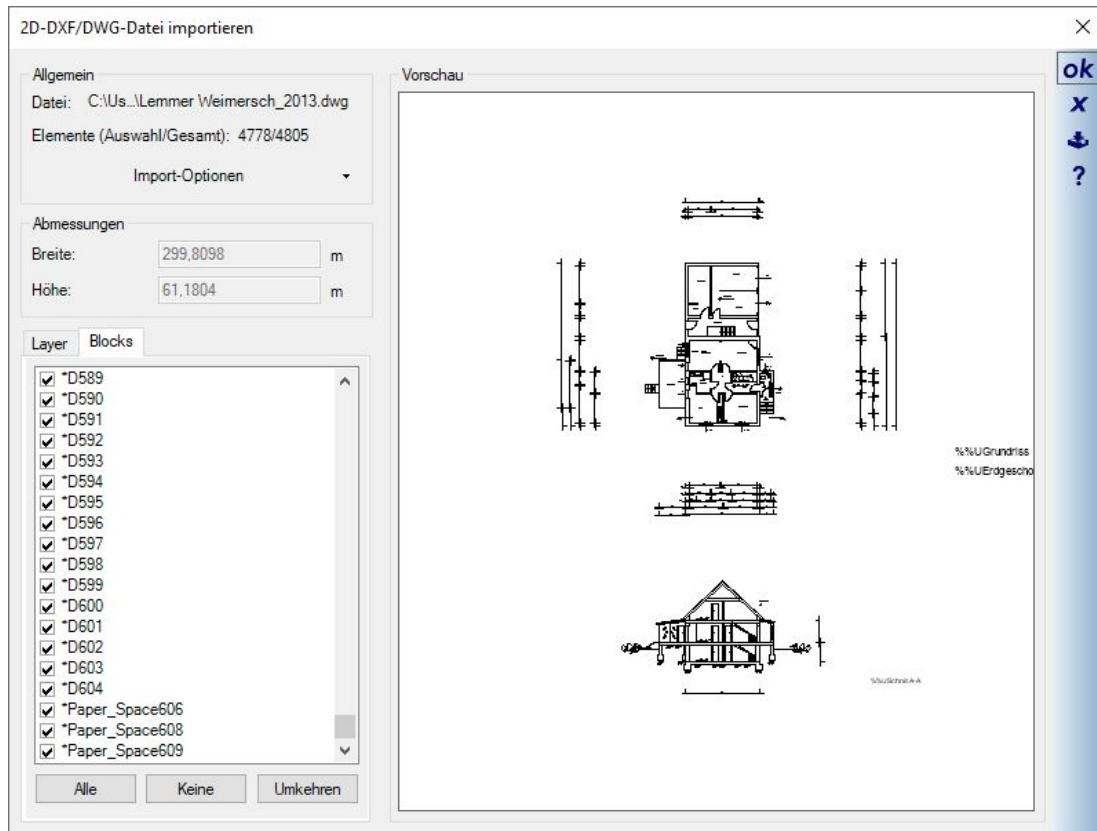 2D-DXF/DWG-Datei importieren
Allgemein
Datei: C:\Us..\Lemmer Weimersch_2013.dwg
Elemente (Auswahl/Gesamt): 4778/4805
Import-Optionen
Abmessungen
Breite: 299,8098 m
Höhe: 61,1804 m
Layer Blocks
*D589
*D590
*D591
*D592
*D593
*D594
*D595
*D596
*D597
*D598
*D599
*D600
*D601
*D602
*D603
*D604
*Paper_Space606
*Paper_Space608
*Paper_Space609
Alle Keine Umkehren
Vorschau
%%UGrundriss
%%UErdgescho
%%USchnitt A-A
ok
x
?